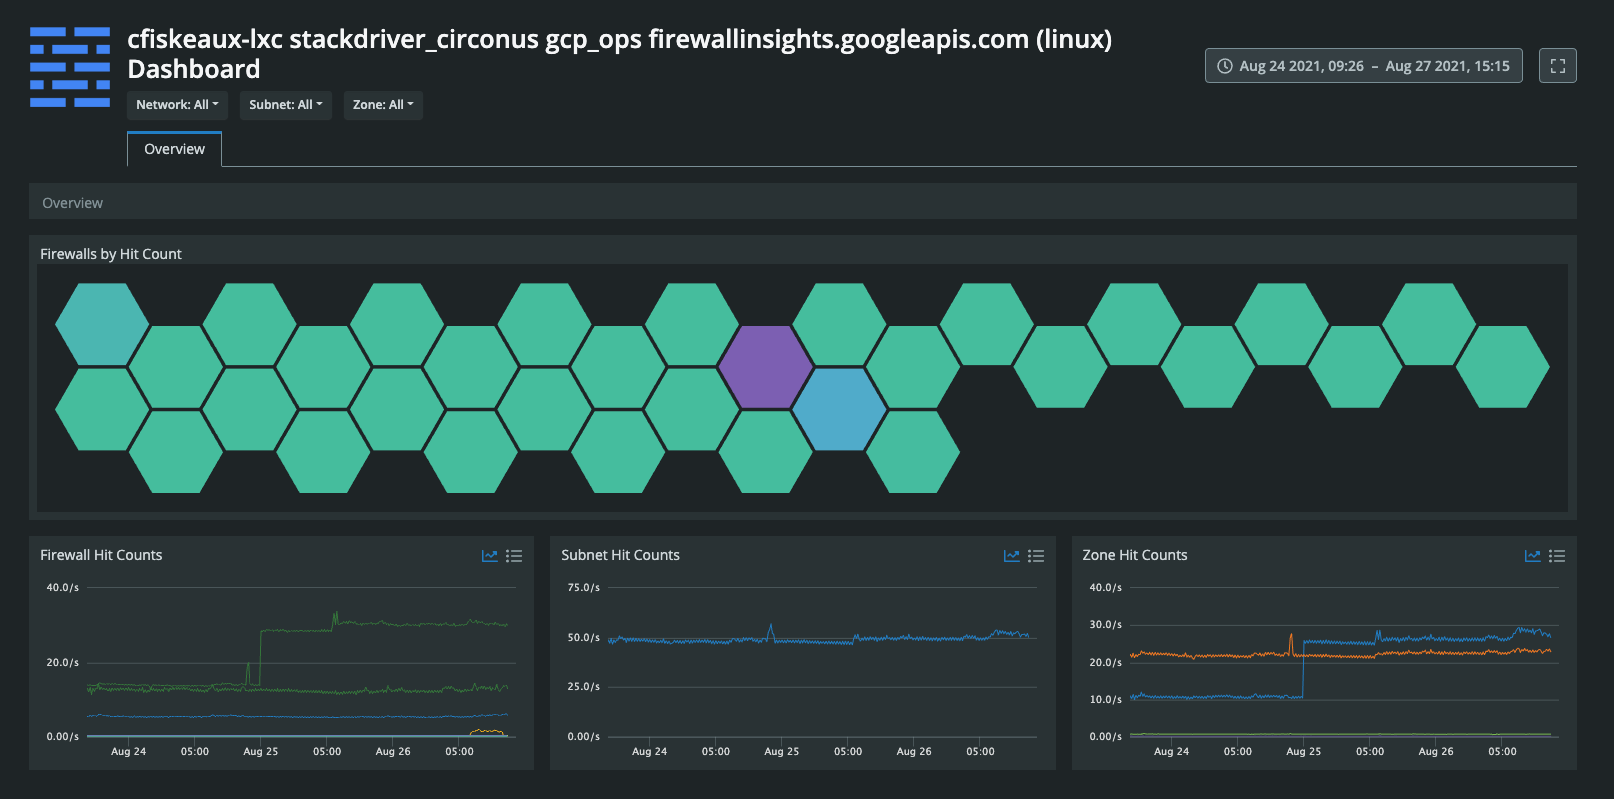 cfiskeaux-lxc stackdriver_circonus gcp_ops firewallinsights.googleapis.com (linux)
Dashboard
Aug 24 2021, 09:26 – Aug 27 2021, 15:15
Network: All
Subnet: All
Zone: All
Overview
Overview
Firewalls by Hit Count
Firewall Hit Counts
40.0/s
20.0/s
0.00/s
Aug 24
05:00
Aug 25
05:00
Aug 26
05:00
Subnet Hit Counts
75.0/s
50.0/s
25.0/s
0.00/s
Aug 24
05:00
Aug 25
05:00
Aug 26
05:00
Zone Hit Counts
40.0/s
30.0/s
20.0/s
10.0/s
0.00/s
Aug 24
05:00
Aug 25
05:00
Aug 26
05:00